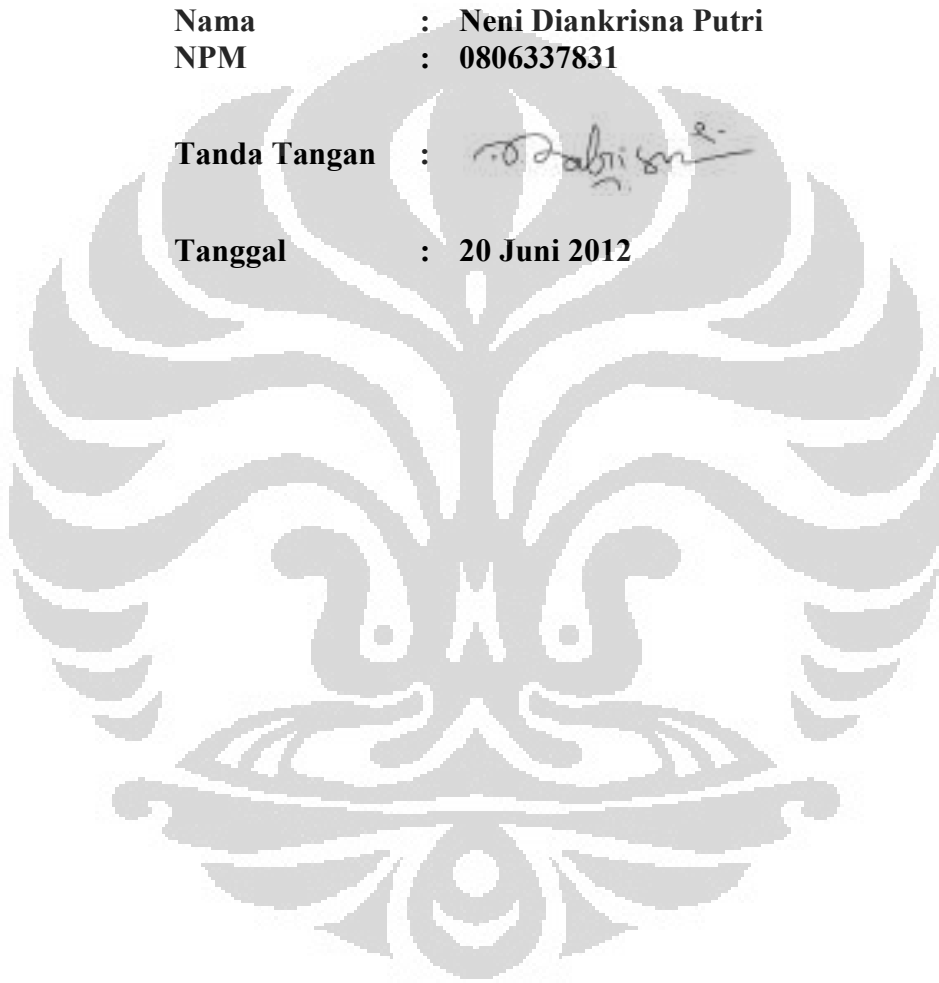 Nama : Neni Diankrisna Putri
NPM : 0806337831
Tanda Tangan :
Tanggal : 20 Juni 2012